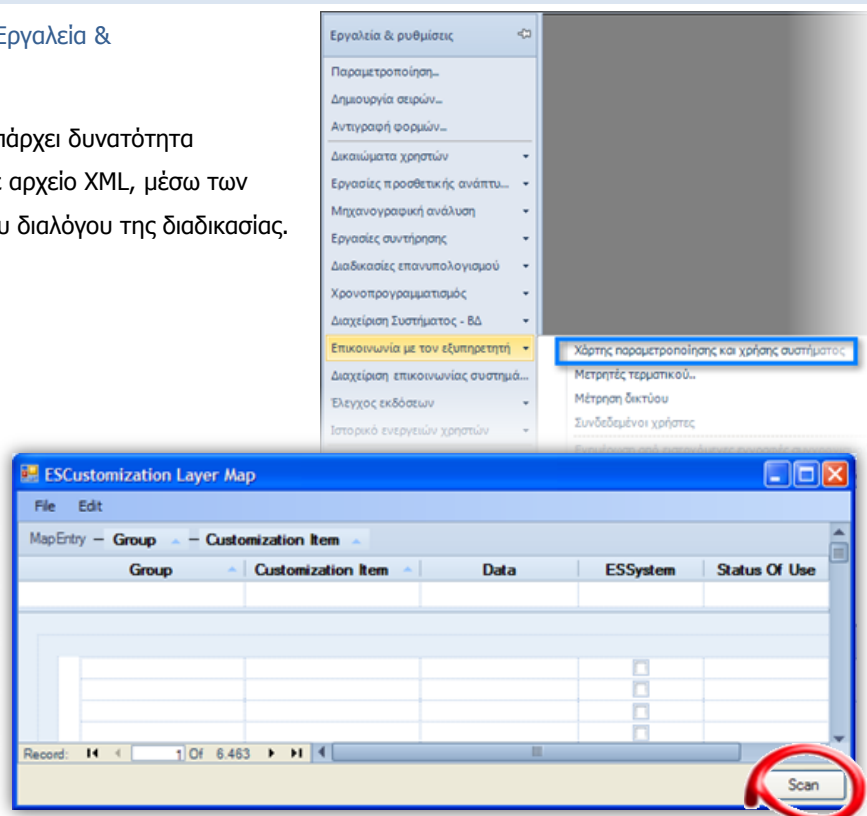 Εργαλεία &
πάρχει δυνατότητα
ε αρχείο XML, μέσω των
υ διαλόγου της διαδικασίας.
Εργαλεία & ρυθμίσεις
Παραμετροποίηση...
Δημιουργία σειρών...
Αντιγραφή φορμών...
Δικαιώματα χρηστών
Εργασίες προσθετικής ανάπτυ...
Μηχανογραφική ανάλυση
Εργασίες συντήρησης
Διαδικασίες επανυπολογισμού
Χρονοπρογραμματισμός
Διαχείριση Συστήματος - ΒΔ
Επικοινωνία με τον εξυπηρετητή
Διαχείριση επικοινωνίας συστημά...
Έλεγχος εκδόσεων
Ιστορικό ενεργειών χρηστών
Χάρτης παραμετροποίησης και χρήσης συστήματος
Μετρητές τερματικού...
Μέτρηση δικτύου
Συνδεδεμένοι χρήστες
ESCustomization Layer Map
File Edit
MapEntry – Group – Customization Item
Group Customization Item Data ESSystem Status Of Use
Record: 1 Of 6.463
Scan